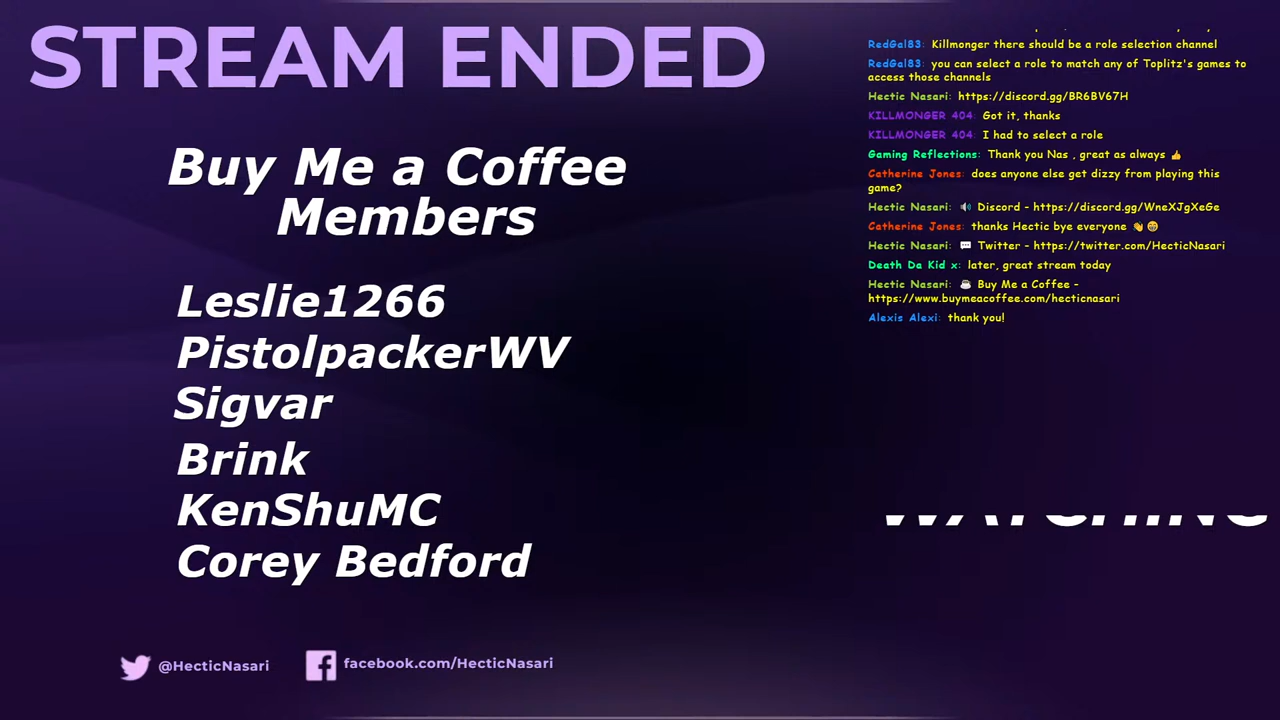 STREAM ENDED
Buy Me a Coffee
Members
Leslie1266
PistolpackerWV
Sigvar
Brink
KenShuMC
Corey Bedford
@HecticNasari
facebook.com/HecticNasari
RedGal83: Killmonger there should be a role selection channel
RedGal83: you can select a role to match any of Toplitz's games to
access those channels
Hectic Nasari: https://discord.gg/BR6BV67H
KILLMONGER 404: Got it, thanks
KILLMONGER 404: I had to select a role
Gaming Reflections: Thank you Nas , great as always 👍
Catherine Jones: does anyone else get dizzy from playing this
game?
Hectic Nasari: 🔊 Discord - https://discord.gg/WneXJgXeGe
Catherine Jones: thanks Hectic bye everyone 👋 😁
Hectic Nasari: 💬 Twitter - https://twitter.com/HecticNasari
Death Da Kid x: later, great stream today
Hectic Nasari: ☕ Buy Me a Coffee -
https://www.buymeacoffee.com/hecticnasari
Alexis Alexi: thank you!
WATCHING